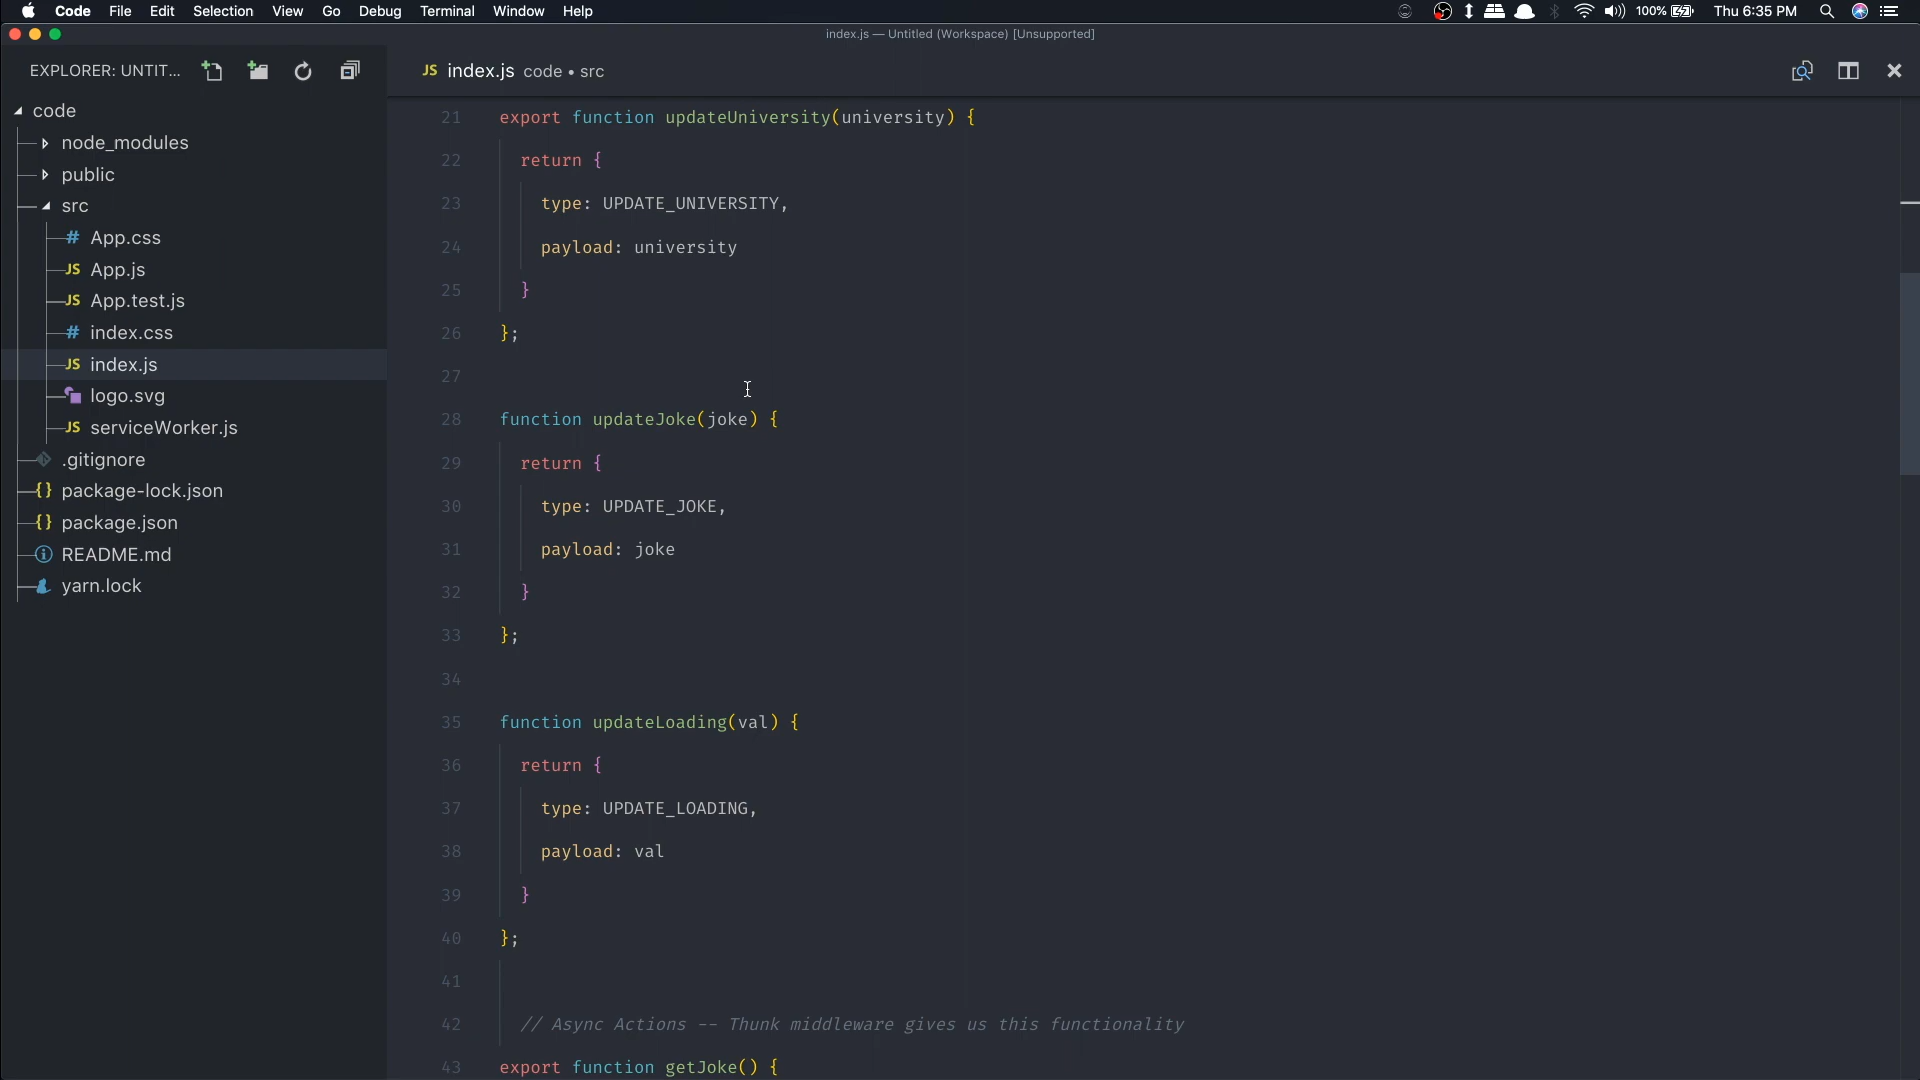 Code File Edit Selection View Go Debug Terminal Window Help 100% Thu 6:35 PM
index.js — Untitled (Workspace) [Unsupported]
EXPLORER: UNTIT...
JS index.js code • src
code
node_modules
public
src
# App.css
JS App.js
JS App.test.js
# index.css
JS index.js
logo.svg
JS serviceWorker.js
.gitignore
{} package-lock.json
{} package.json
README.md
yarn.lock
21 export function updateUniversity(university) {
22 return {
23 type: UPDATE_UNIVERSITY,
24 payload: university
25 }
26 };
27
28 function updateJoke(joke) {
29 return {
30 type: UPDATE_JOKE,
31 payload: joke
32 }
33 };
34
35 function updateLoading(val) {
36 return {
37 type: UPDATE_LOADING,
38 payload: val
39 }
40 };
41
42 // Async Actions -- Thunk middleware gives us this functionality
43 export function getJoke() {